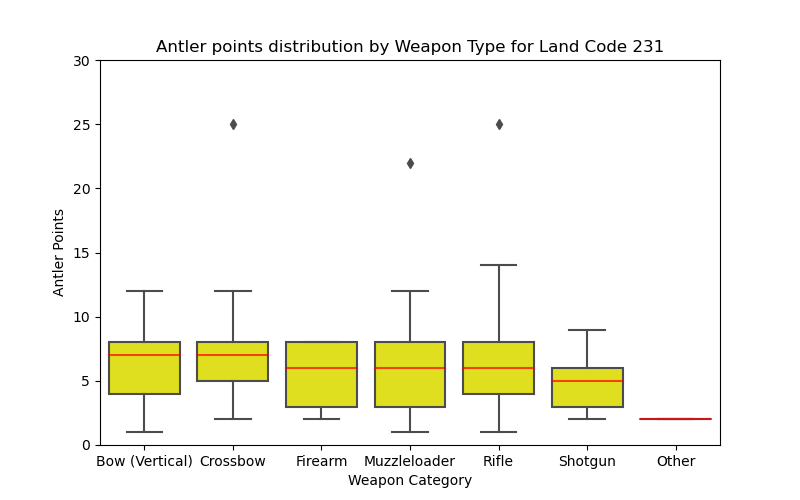 Antler points distribution by Weapon Type for Land Code 231
30
25
20
15
10
5
0
Antler Points
Bow (Vertical) Crossbow Firearm Muzzleloader Rifle Shotgun Other
Weapon Category